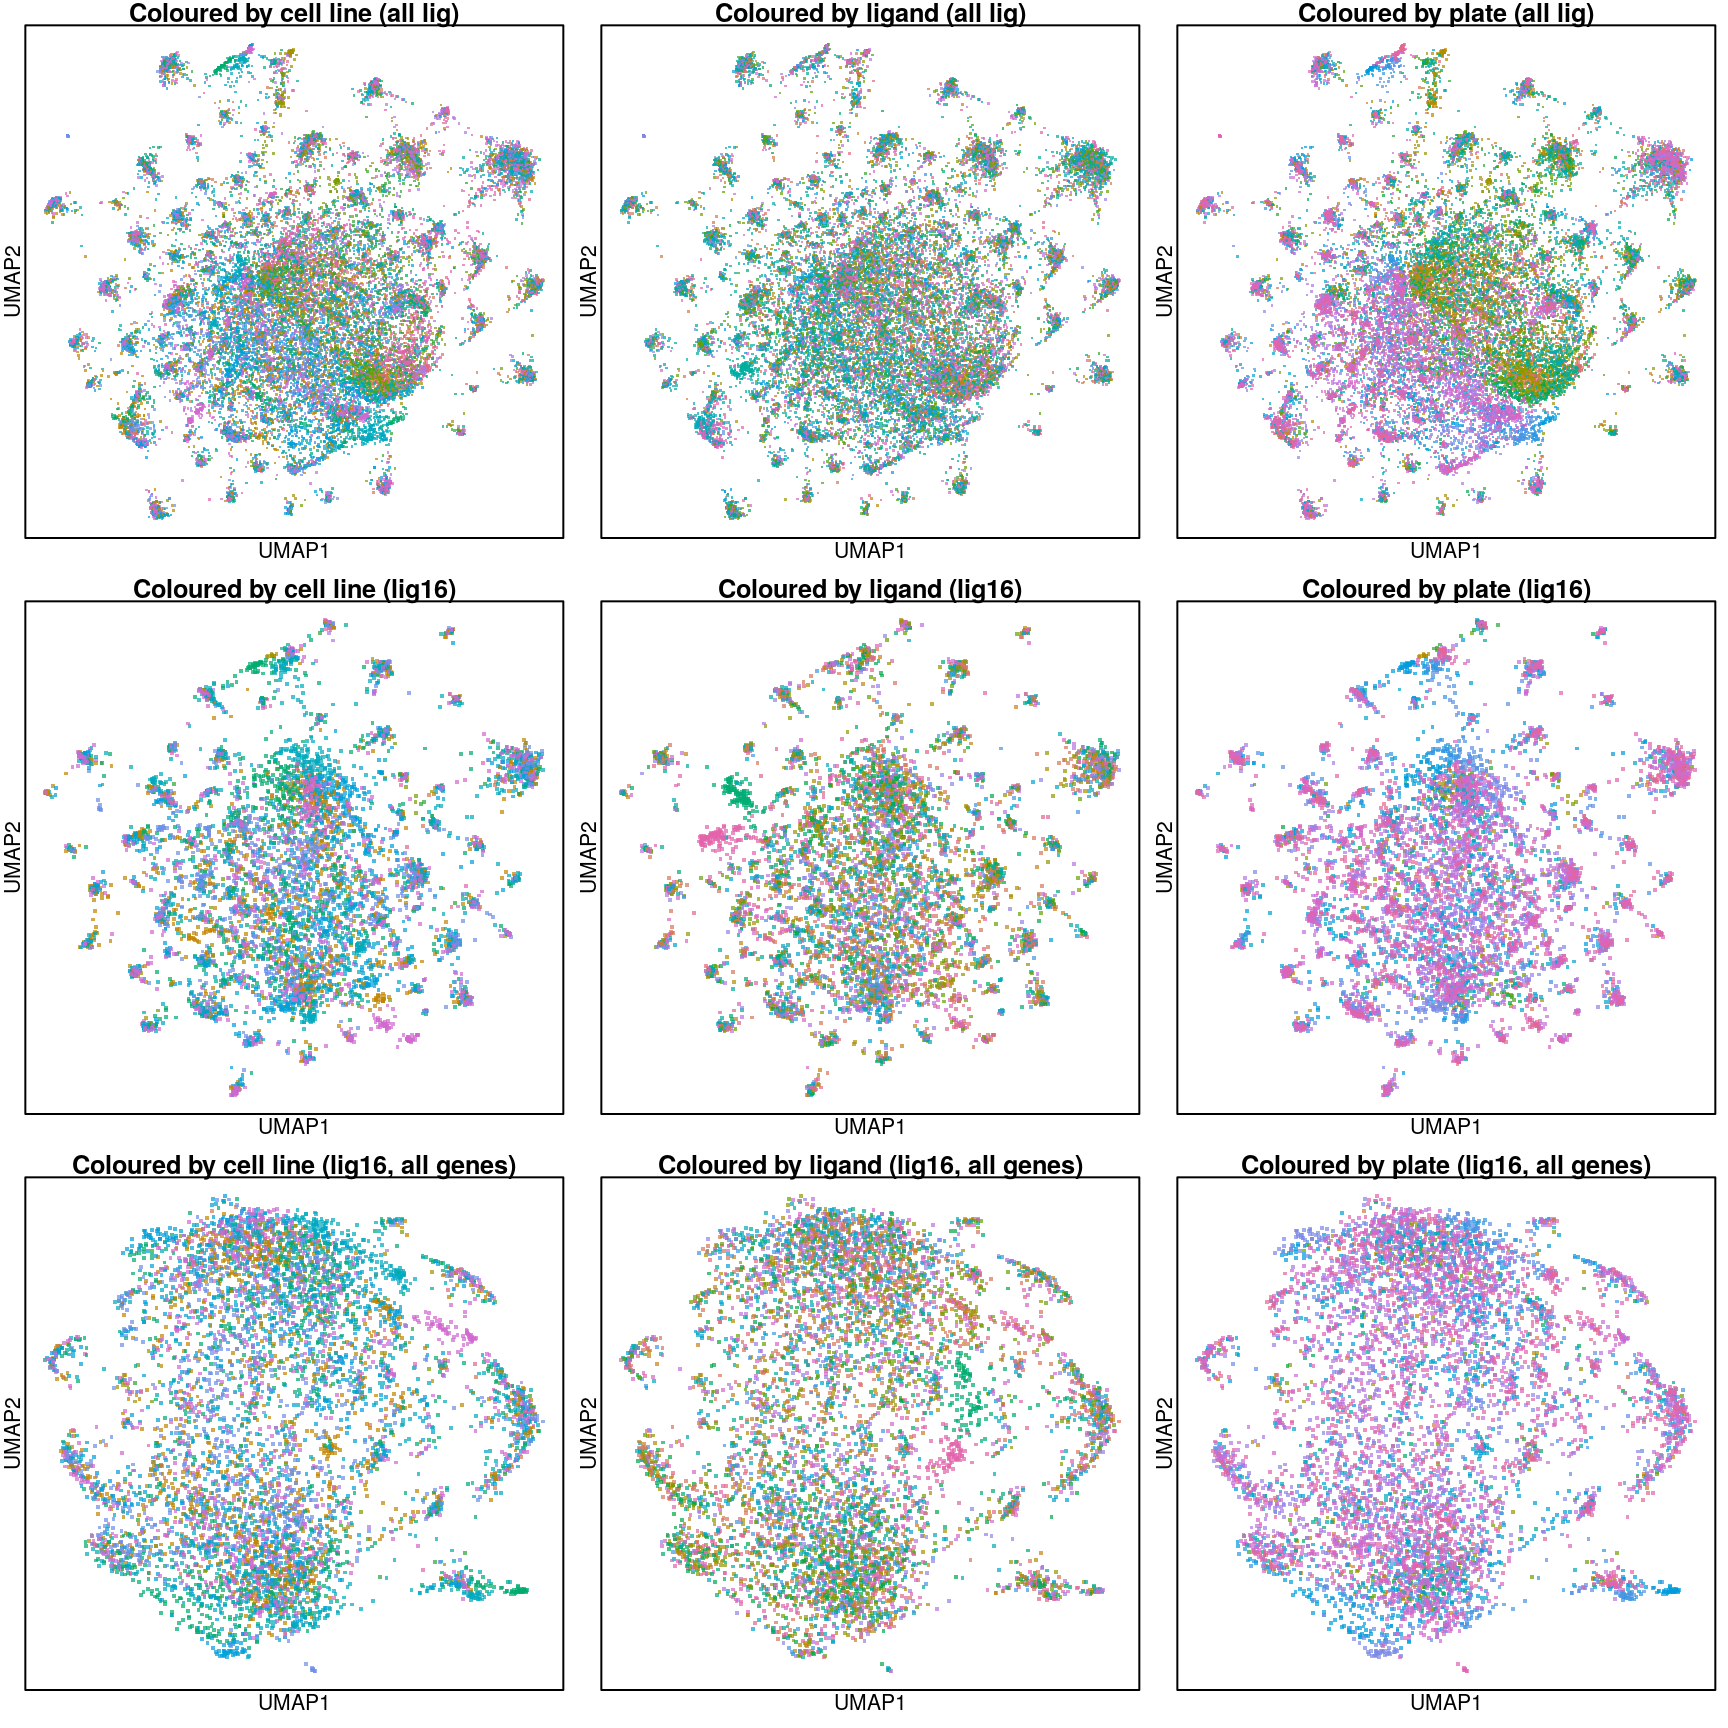 Coloured by cell line (all lig)
Coloured by ligand (all lig)
Coloured by plate (all lig)
UMAP2
UMAP2
UMAP2
UMAP1
UMAP1
UMAP1
Coloured by cell line (lig16)
Coloured by ligand (lig16)
Coloured by plate (lig16)
UMAP2
UMAP2
UMAP2
UMAP1
UMAP1
UMAP1
Coloured by cell line (lig16, all genes)
Coloured by ligand (lig16, all genes)
Coloured by plate (lig16, all genes)
UMAP2
UMAP2
UMAP2
UMAP1
UMAP1
UMAP1